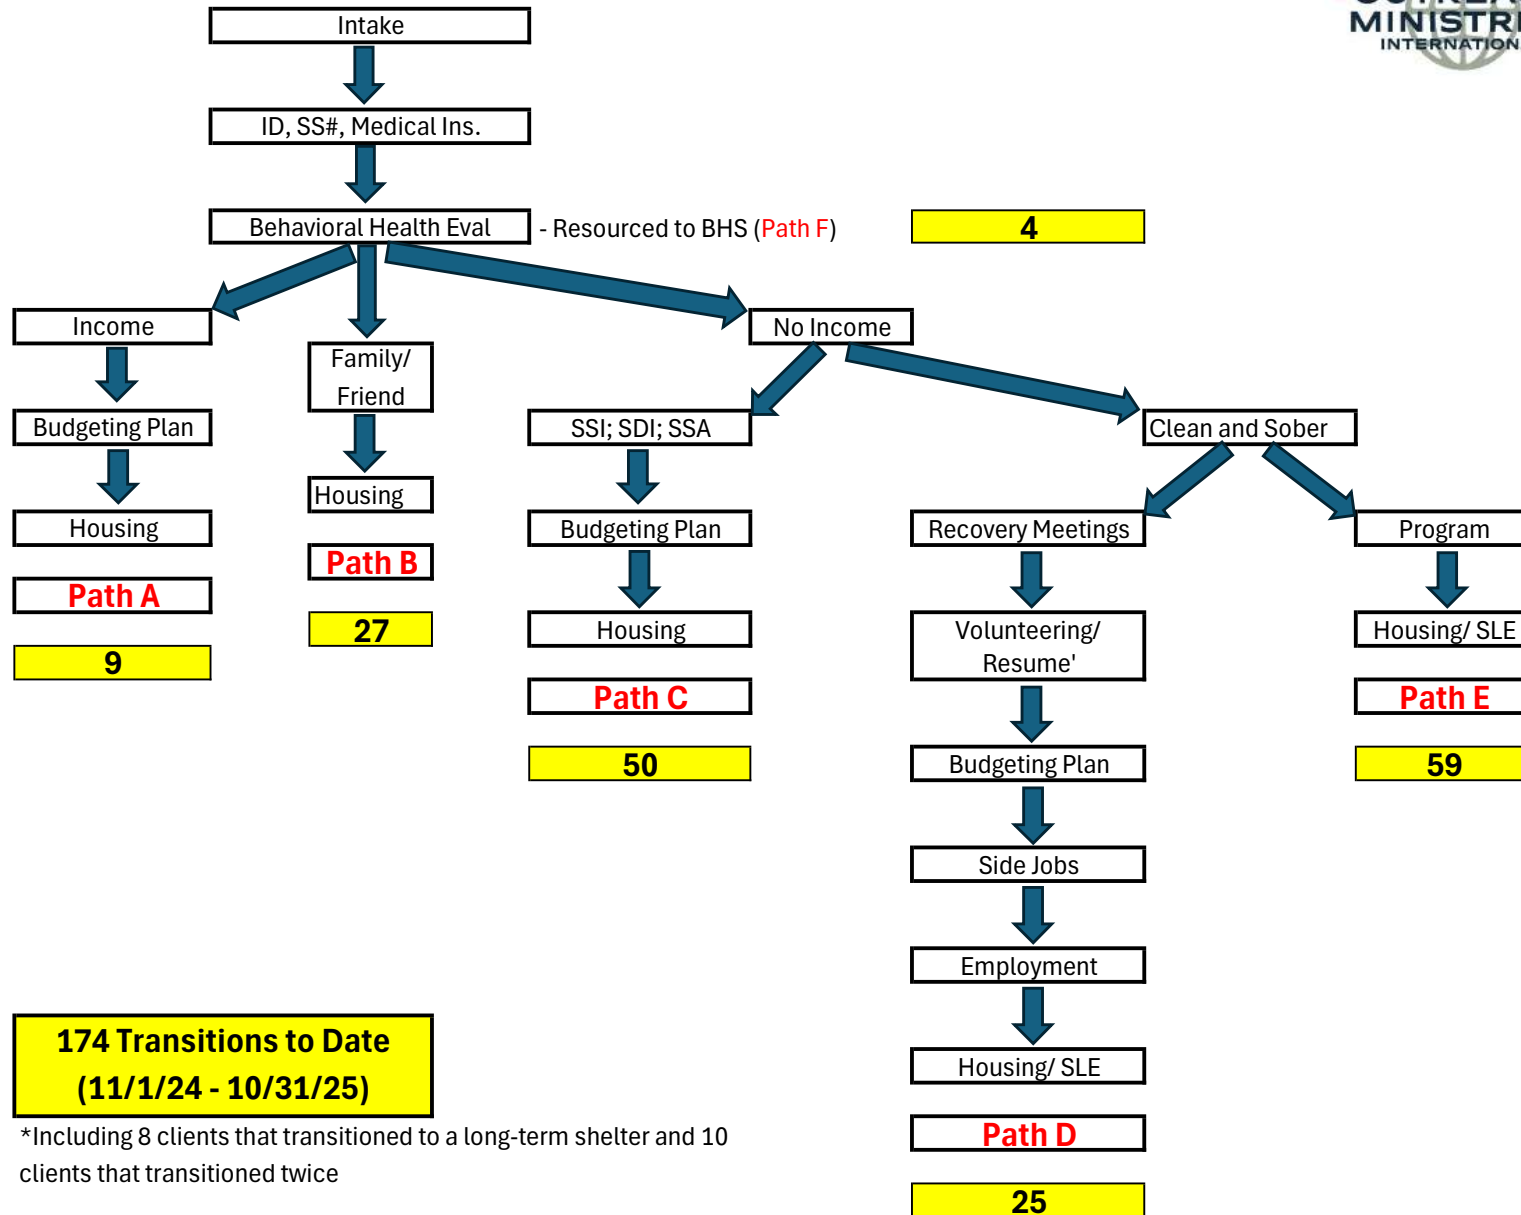 MINISTRI
INTERNATION
Intake
ID, SS#, Medical Ins.
Behavioral Health Eval
- Resourced to BHS (Path F)
4
Income
No Income
Family/
Friend
Budgeting Plan
SSI; SDI; SSA
Clean and Sober
Housing
Housing
Budgeting Plan
Recovery Meetings
Program
Path B
Path A
27
Housing
Volunteering/
Resume'
Housing/ SLE
9
Path C
Path E
50
Budgeting Plan
59
Side Jobs
Employment
174 Transitions to Date
(11/1/24 - 10/31/25)
Housing/ SLE
*Including 8 clients that transitioned to a long-term shelter and 10
clients that transitioned twice
Path D
25